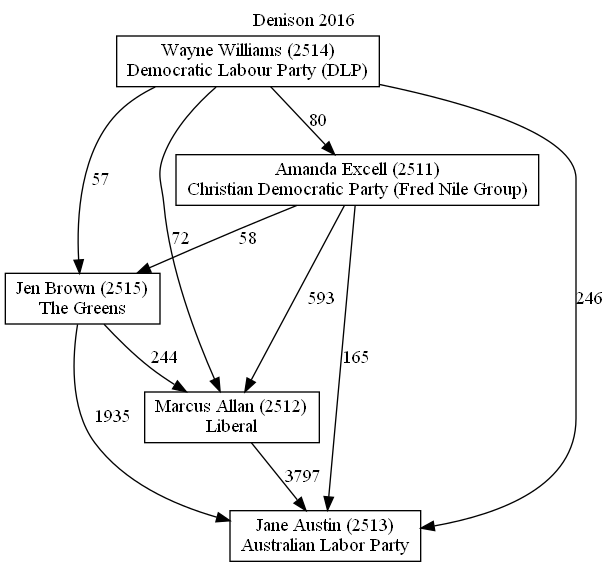 Denison 2016
Wayne Williams (2514)
Democratic Labour Party (DLP)
80
Amanda Excell (2511)
Christian Democratic Party (Fred Nile Group)
57
72
58
Jen Brown (2515)
The Greens
593
246
244
165
Marcus Allan (2512)
Liberal
1935
3797
Jane Austin (2513)
Australian Labor Party